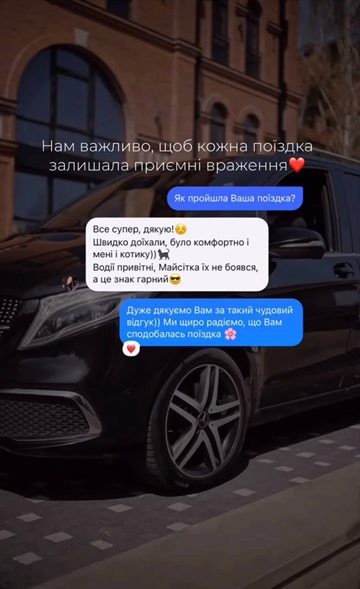 Нам важливо, щоб кожна поїздка
залишала приємні враження❤️
Як пройшла Ваша поїздка?
Все супер, дякую!😚
Швидко доїхали, було комфортно і
мені і котику))🐈‍⬛
Водії привітні, Майсітка їх не боявся,
а це знак гарний😎
Дуже дякуємо Вам за такий чудовий
відгук)) Ми щиро радіємо, що Вам
сподобалась поїздка 🌸
❤️